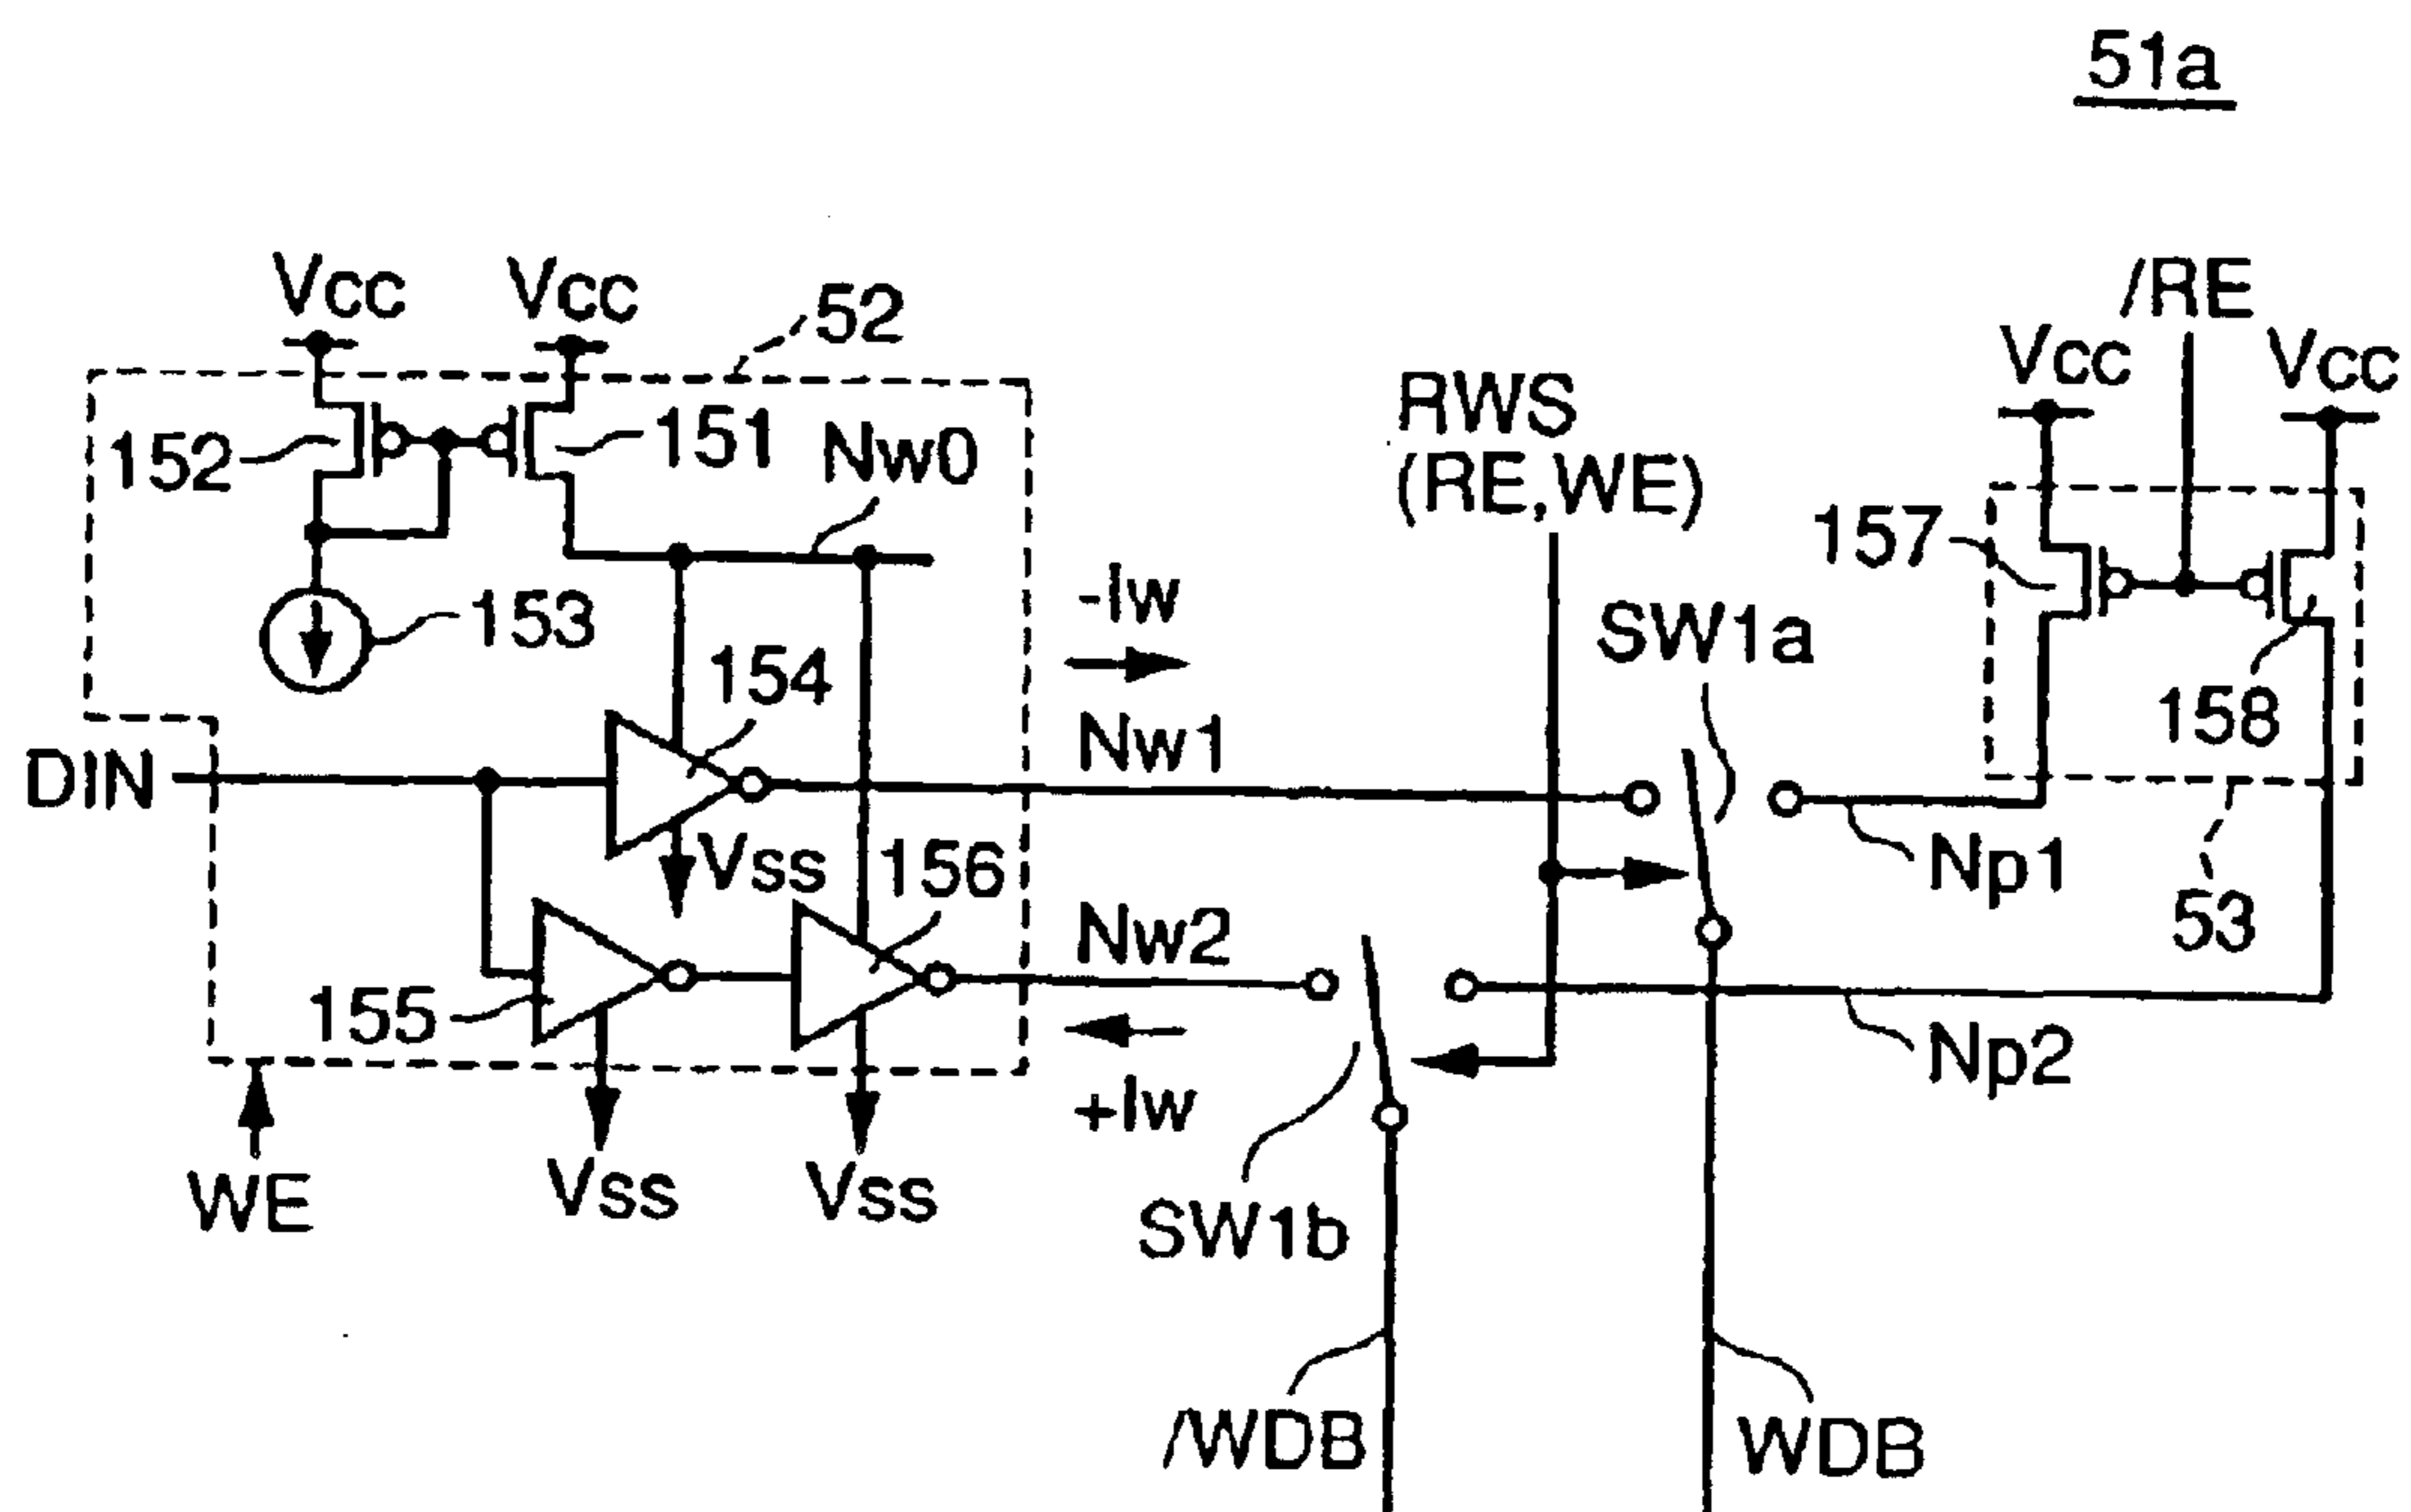 51a
Vcc
Vcc
52
/RE
Vcc
Vcc
RWS
(RE,WE)
152
151
Nw0
157
153
-Iw
SW1a
154
158
DIN
Nw1
Vss
156
Np1
53
Nw2
155
Np2
+Iw
WE
Vss
Vss
SW1b
/WDB
WDB